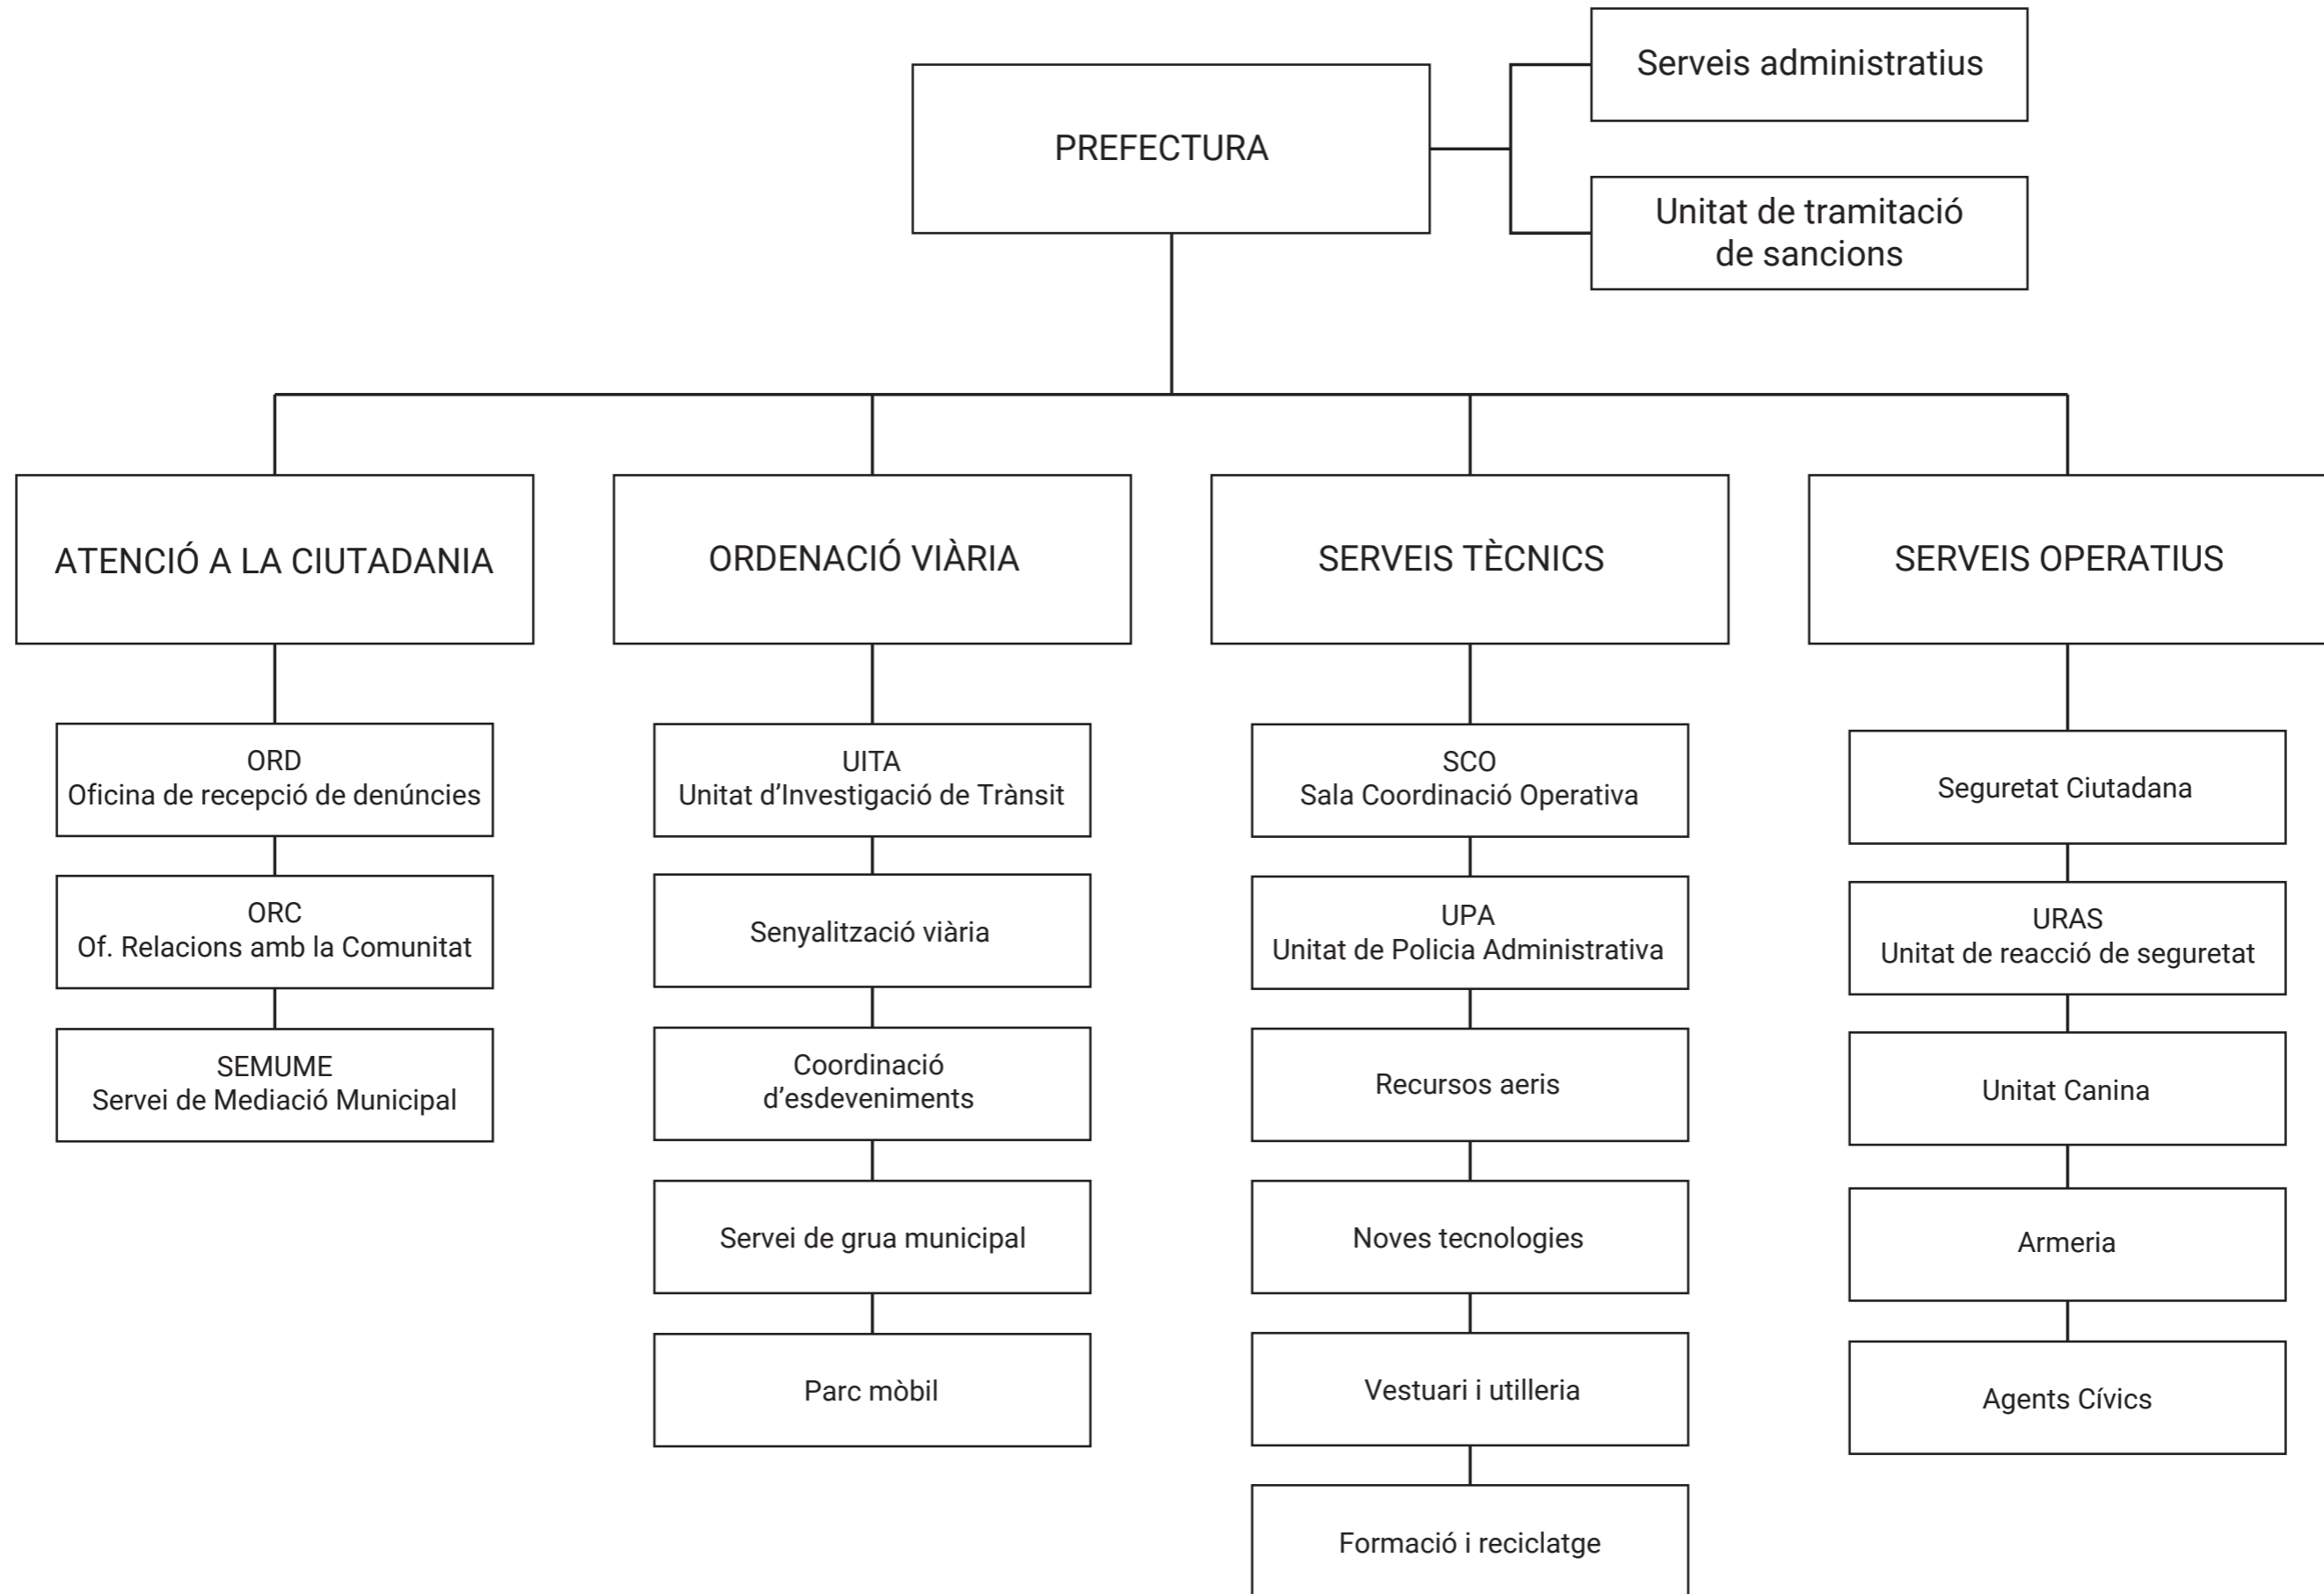 Serveis administratius
PREFECTURA
Unitat de tramitació
de sancions
ATENCIÓ A LA CIUTADANIA
ORDENACIÓ VIÀRIA
SERVEIS TÈCNICS
SERVEIS OPERATIUS
ORD
Oficina de recepció de denúncies
ORC
Of. Relacions amb la Comunitat
SEMUME
Servei de Mediació Municipal
UITA
Unitat d’Investigació de Trànsit
Senyalització viària
Coordinació
d’esdeveniments
Servei de grua municipal
Parc mòbil
SCO
Sala Coordinació Operativa
UPA
Unitat de Policia Administrativa
Recursos aeris
Noves tecnologies
Vestuari i utilleria
Formació i reciclatge
Seguretat Ciutadana
URAS
Unitat de reacció de seguretat
Unitat Canina
Armeria
Agents Cívics